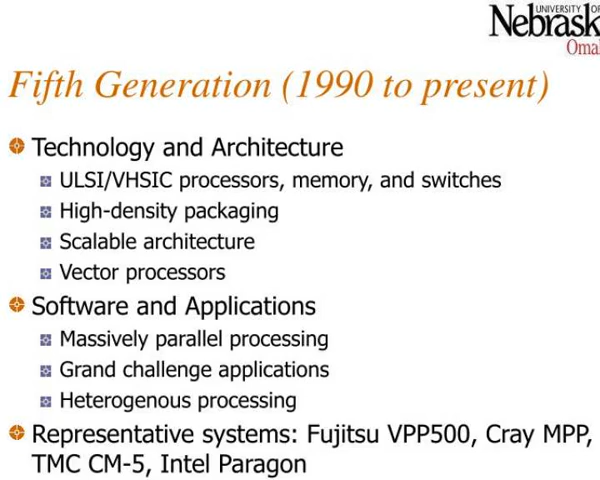 UNIVERSITY OF
Nebrask
Omah
Fifth Generation (1990 to present)
Technology and Architecture
ULSI/VHSIC processors, memory, and switches
High-density packaging
Scalable architecture
Vector processors
Software and Applications
Massively parallel processing
Grand challenge applications
Heterogenous processing
Representative systems: Fujitsu VPP500, Cray MPP,
TMC CM-5, Intel Paragon